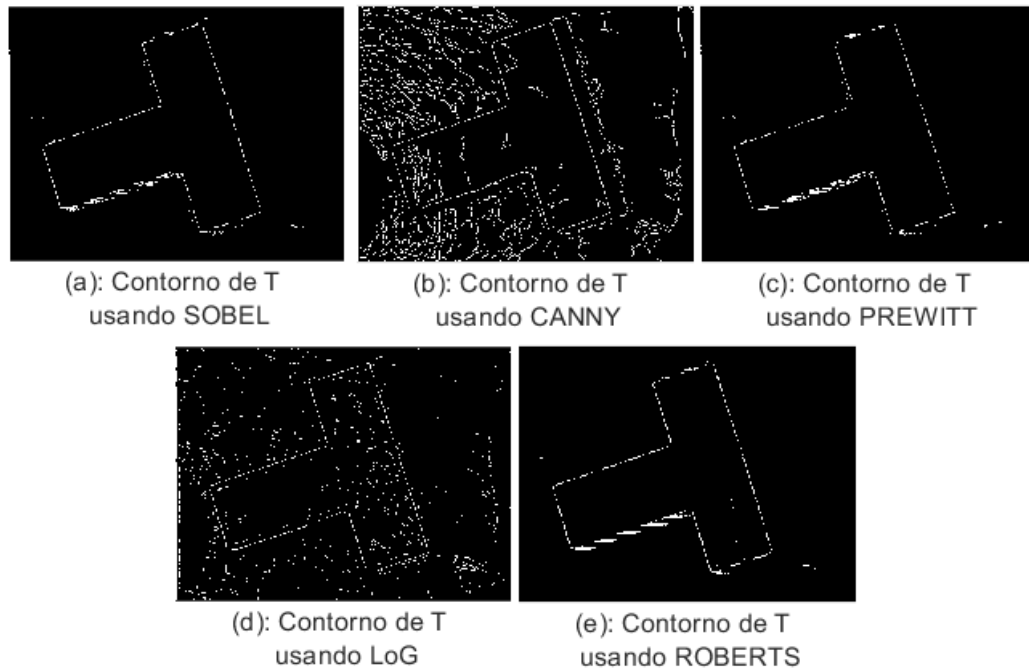 (a): Contorno de T
usando SOBEL
(b): Contorno de T
usando CANNY
(c): Contorno de T
usando PREWITT
(d): Contorno de T
usando LoG
(e): Contorno de T
usando ROBERTS